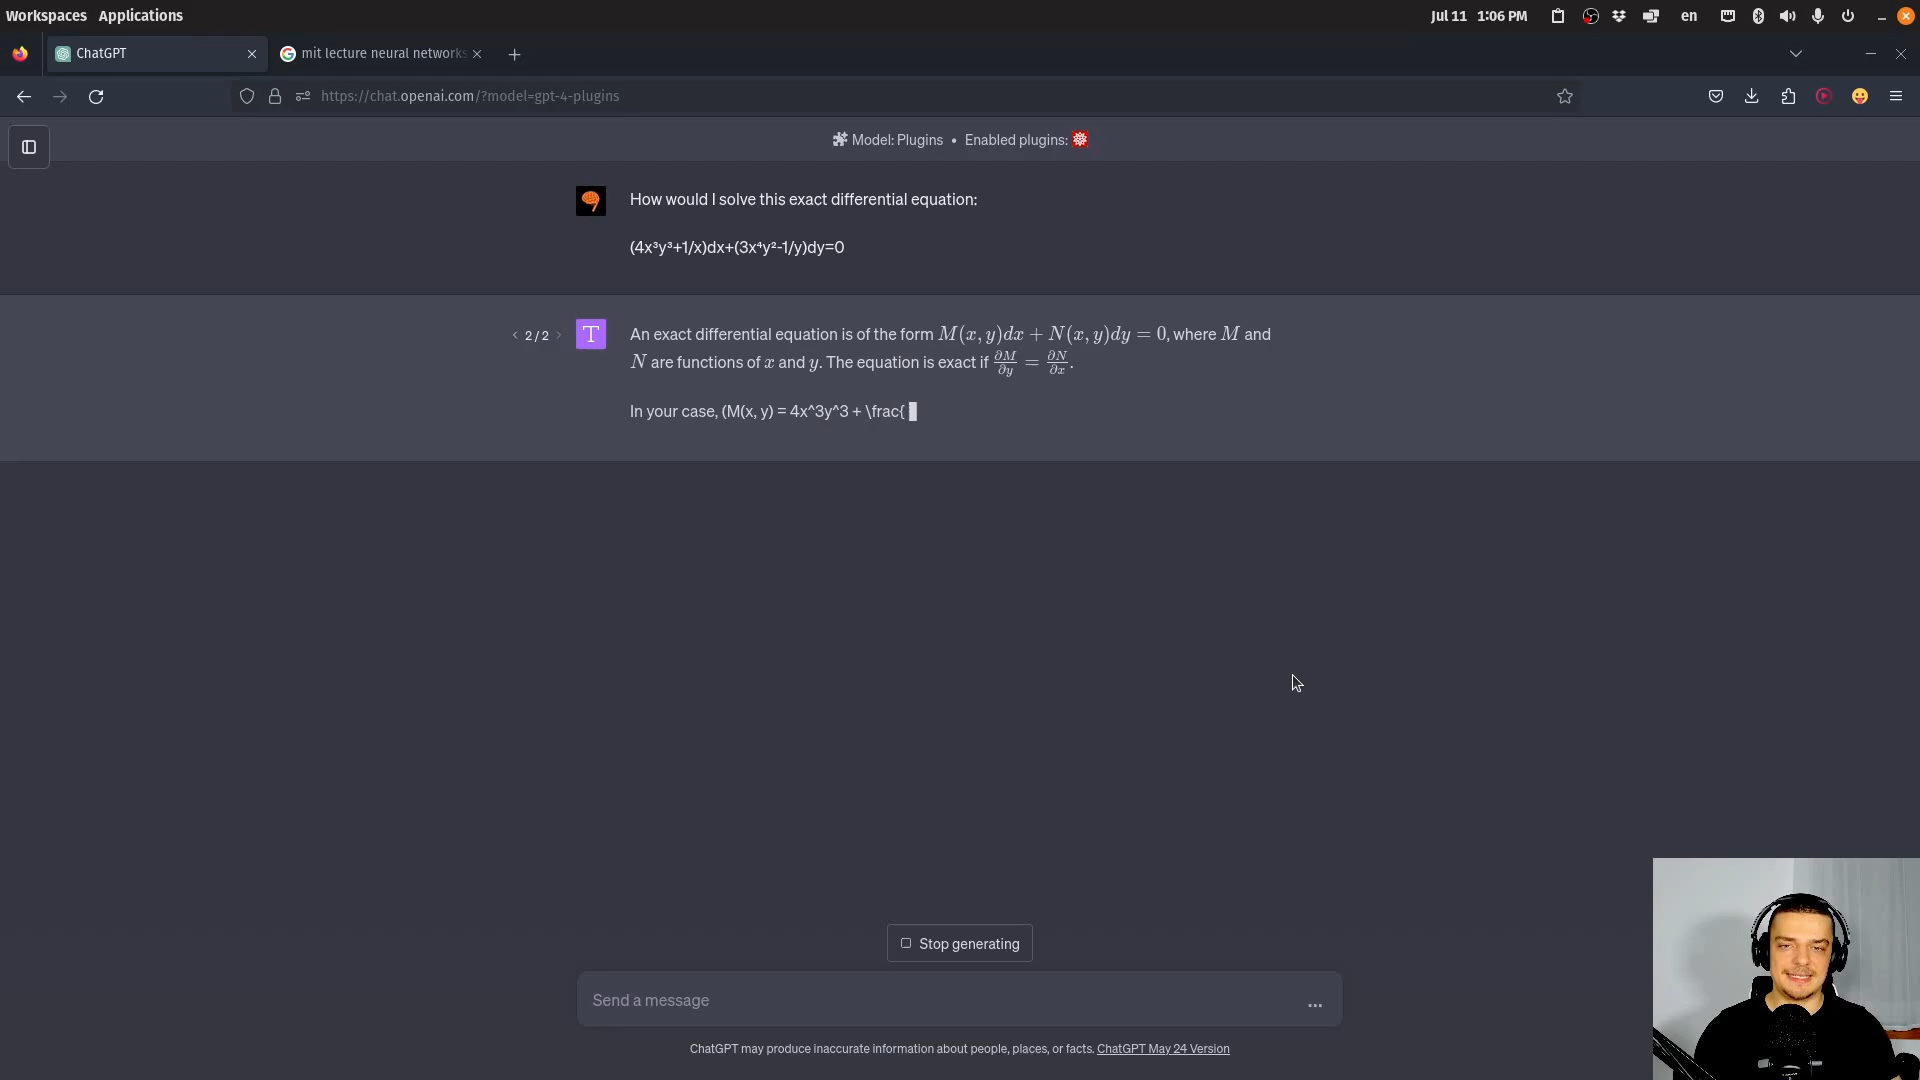 Workspaces Applications
Jul 11 1:06 PM
en
ChatGPT
mit lecture neural networks
https://chat.openai.com/?model=gpt-4-plugins
Model: Plugins • Enabled plugins:
How would I solve this exact differential equation:
(4x³y³+1/x)dx+(3x⁴y²-1/y)dy=0
2 / 2
T
An exact differential equation is of the form M(x, y)dx + N(x, y)dy = 0, where M and
N are functions of x and y. The equation is exact if ∂M/∂y = ∂N/∂x.
In your case, (M(x, y) = 4x^3y^3 + \frac{
Stop generating
Send a message
...
ChatGPT may produce inaccurate information about people, places, or facts. ChatGPT May 24 Version